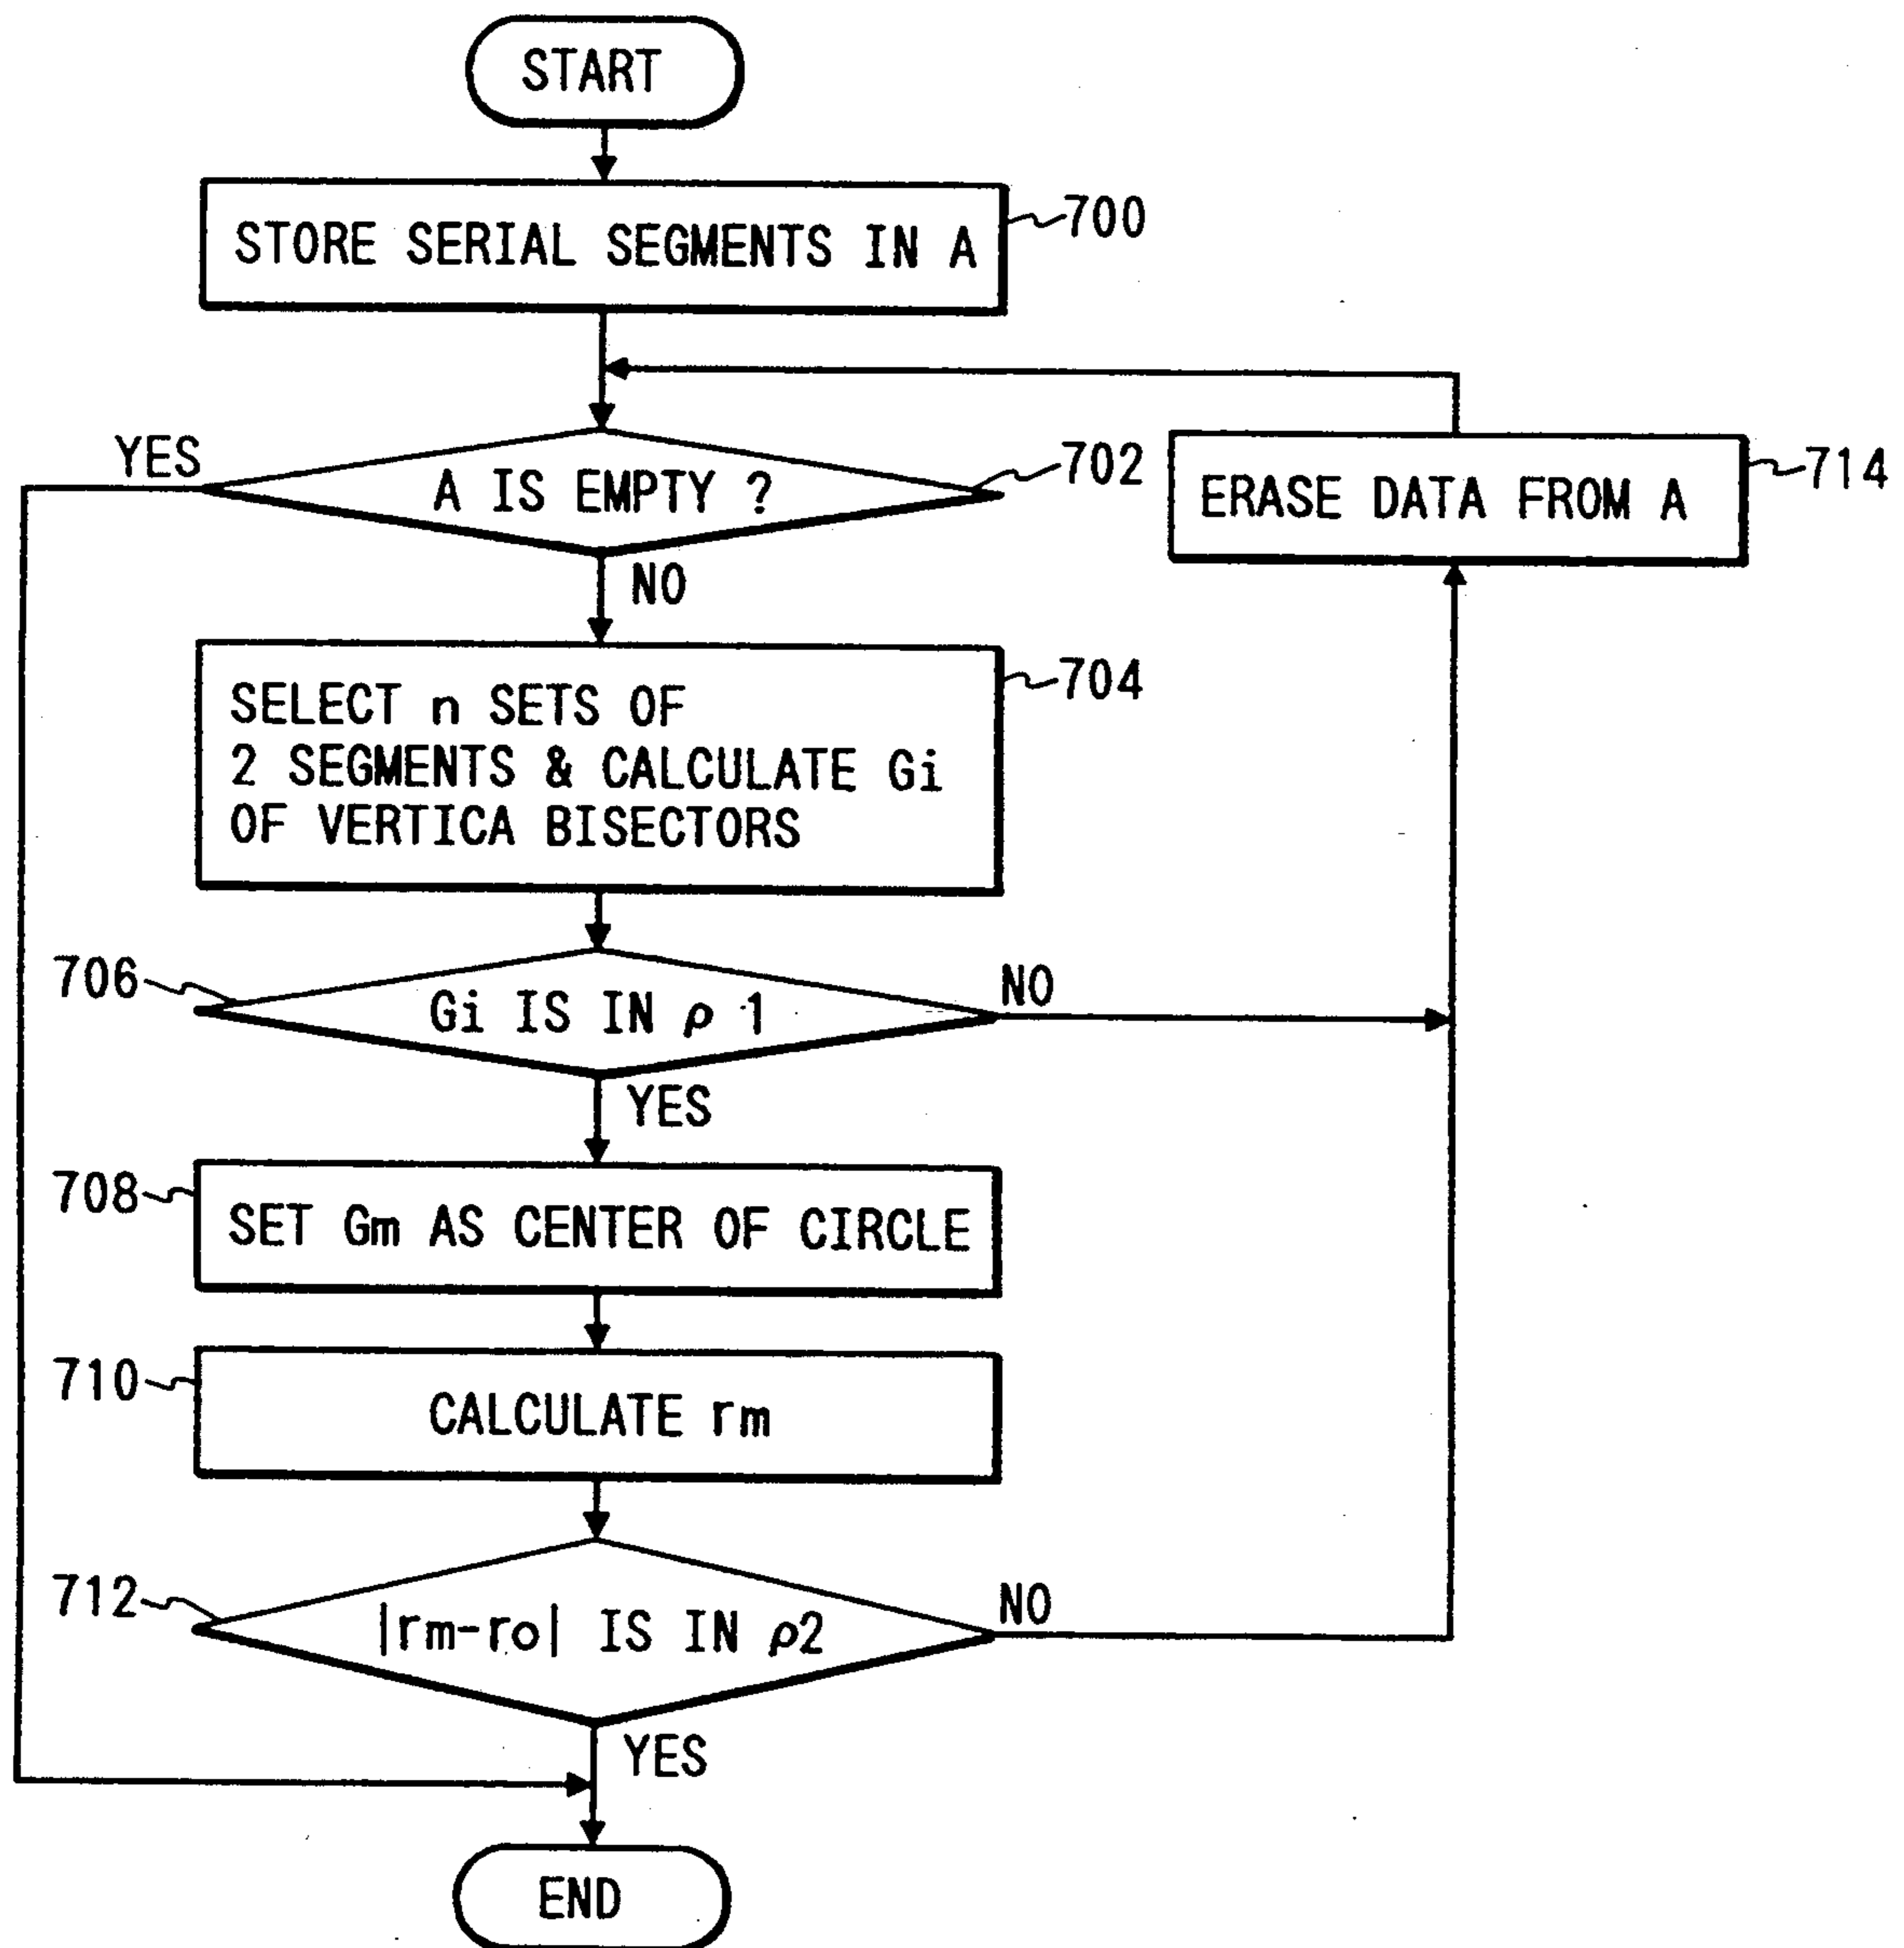 START
STORE SERIAL SEGMENTS IN A
700
A IS EMPTY ?
702
YES
NO
ERASE DATA FROM A
714
SELECT n SETS OF
2 SEGMENTS & CALCULATE Gi
OF VERTICA BISECTORS
704
706
Gi IS IN ρ 1
NO
YES
708
SET Gm AS CENTER OF CIRCLE
710
CALCULATE rm
712
|rm-ro| IS IN ρ2
NO
YES
END